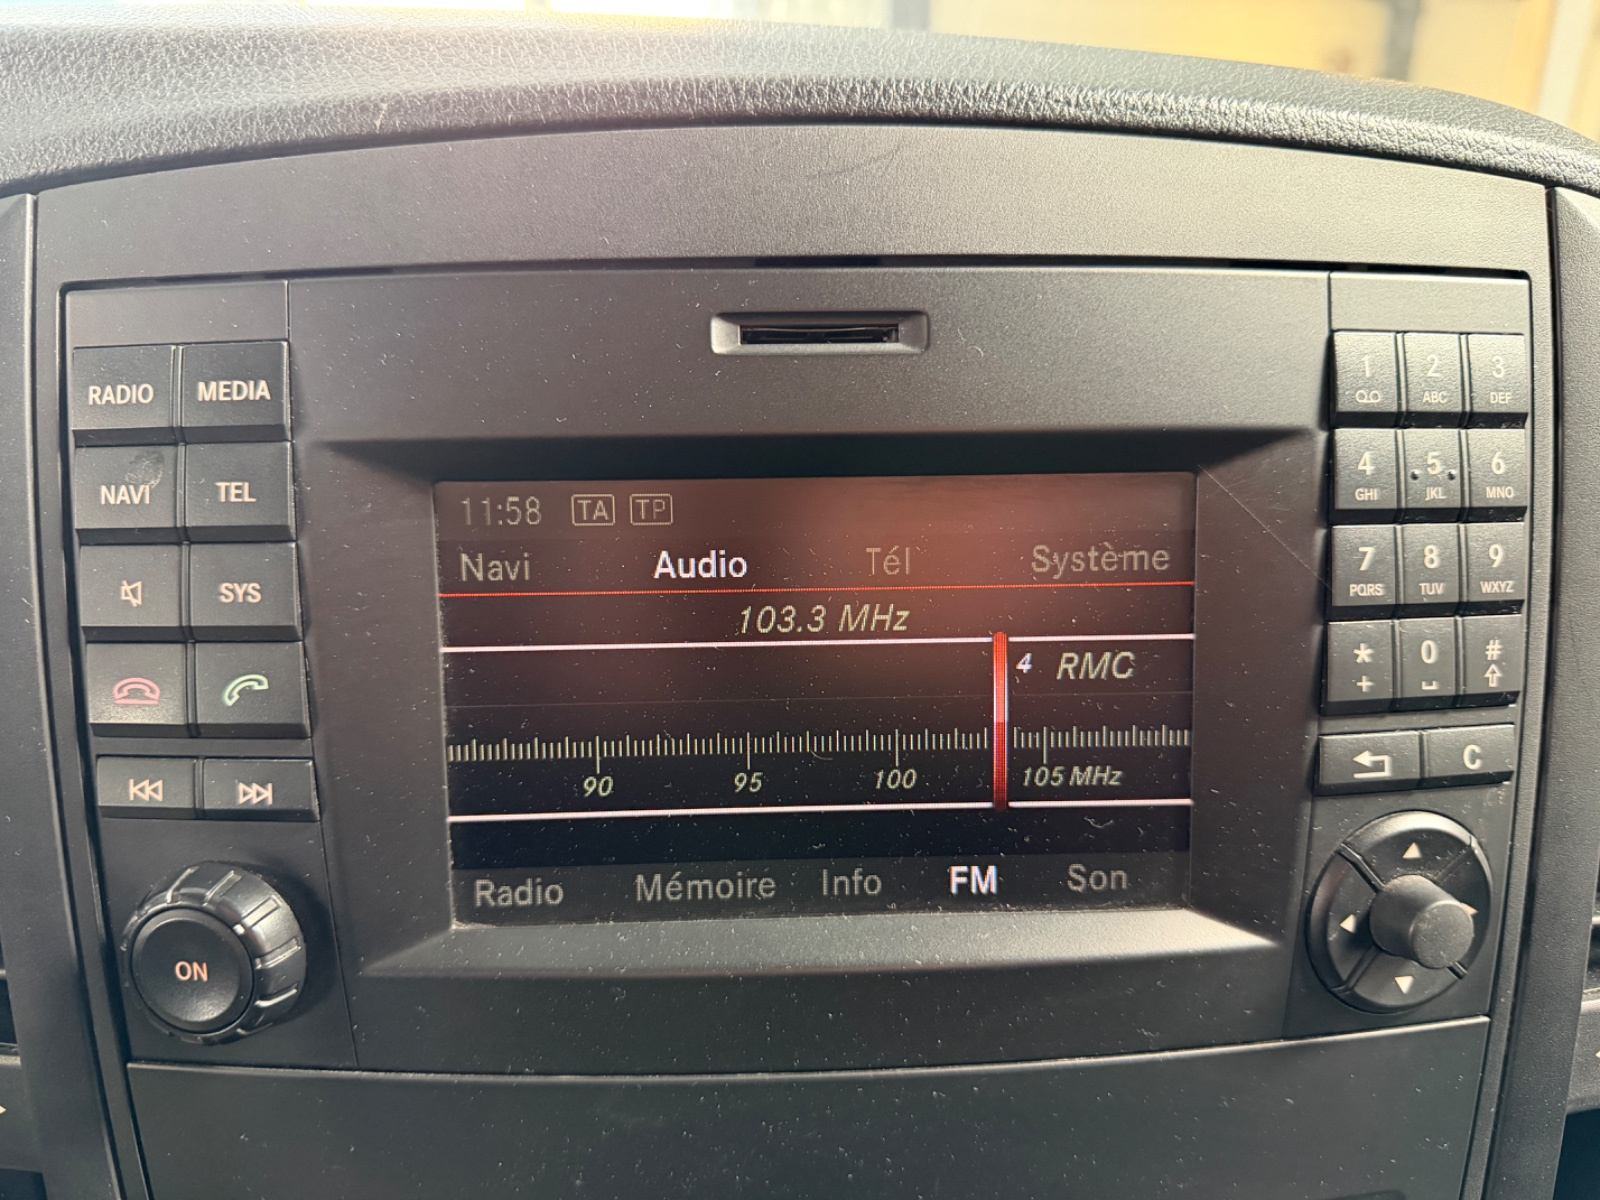 RADIO MEDIA
NAVI TEL
SYS
ON
11:58 TA TP
Navi Audio Tél Système
103.3 MHz
4 RMC
90 95 100 105 MHz
Radio Mémoire Info FM Son
1 2 3
ABC DEF
4 5 6
GHI JKL MNO
7 8 9
PQRS TUV WXYZ
* 0 #
+
C